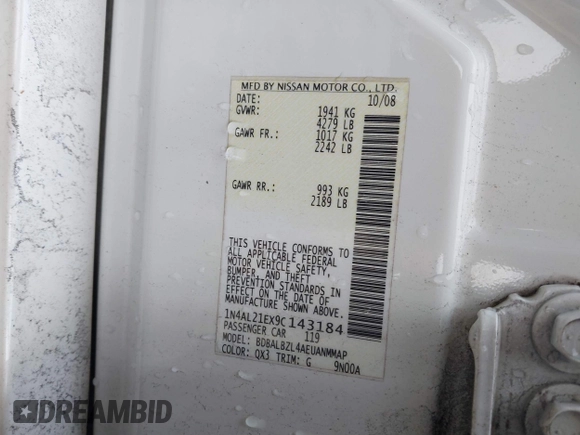 MFD BY NISSAN MOTOR CO., LTD.
DATE: 10/08
GVWR: 1941 KG
4279 LB
GAWR FR.: 1017 KG
2242 LB
GAWR RR.: 993 KG
2189 LB
THIS VEHICLE CONFORMS TO
ALL APPLICABLE FEDERAL
MOTOR VEHICLE SAFETY,
BUMPER, AND THEFT
PREVENTION STANDARDS IN
EFFECT ON THE DATE OF
MANUFACTURE SHOWN ABOVE.
1N4AL21EX9C143184
PASSENGER CAR 119
MODEL: BDBALBZL4AEUANMMAP
COLOR: QX3 TRIM: G 9N00A
DREAMBID